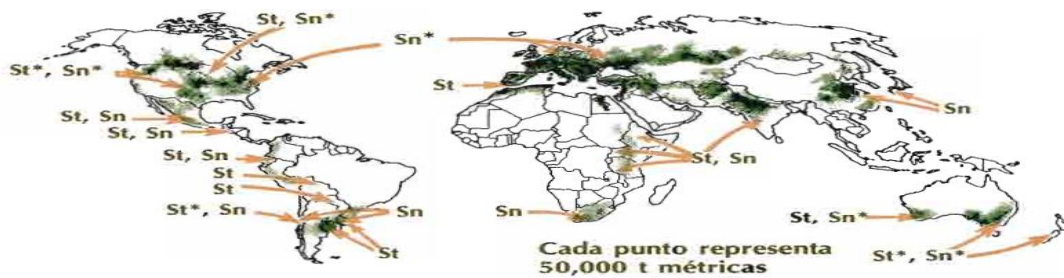 St, Sn*
Sn*
St*, Sn*
St
St, Sn
Sn
St, Sn
St, Sn
St, Sn
St
St
St*, Sn
Sn
Sn
St, Sn*
St
St*, Sn*
Cada punto representa
50,000 t métricas